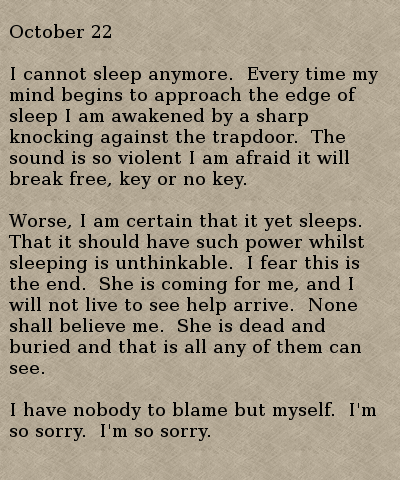 October 22
I cannot sleep anymore.  Every time my
mind begins to approach the edge of
sleep I am awakened by a sharp
knocking against the trapdoor.  The
sound is so violent I am afraid it will
break free, key or no key.
Worse, I am certain that it yet sleeps.
That it should have such power whilst
sleeping is unthinkable.  I fear this is
the end.  She is coming for me, and I
will not live to see help arrive.  None
shall believe me.  She is dead and
buried and that is all any of them can
see.
I have nobody to blame but myself.  I'm
so sorry.  I'm so sorry.